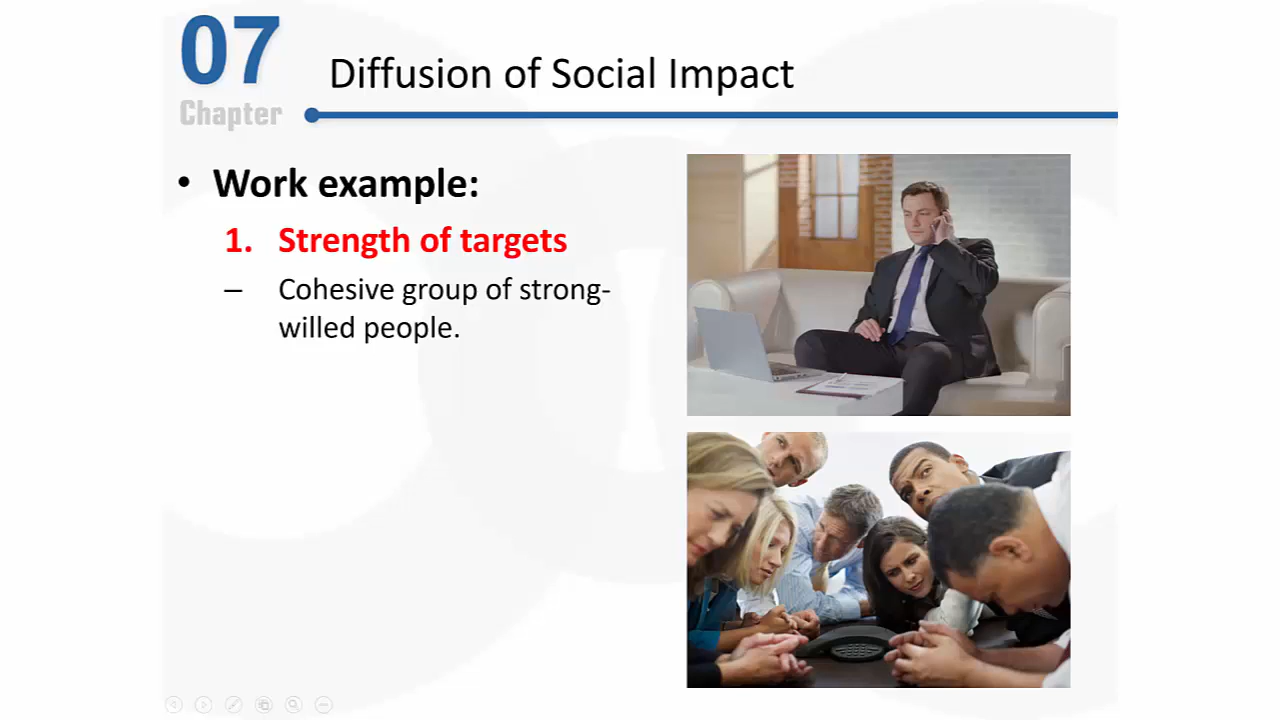 07
Chapter
Diffusion of Social Impact
• Work example:
1. Strength of targets
– Cohesive group of strong-
willed people.